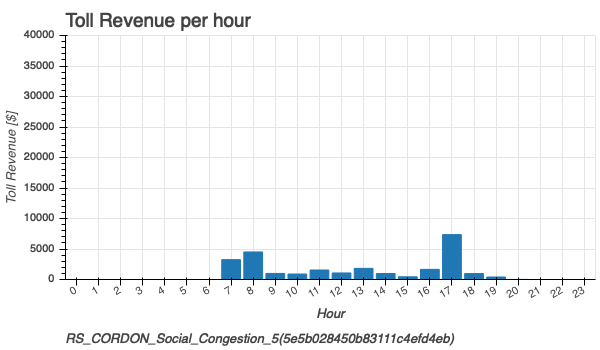 Toll Revenue per hour
40000
35000
30000
25000
20000
15000
10000
5000
0
Toll Revenue [$]
0 1 2 3 4 5 6 7 8 9 10 11 12 13 14 15 16 17 18 19 20 21 22 23
Hour
RS_CORDON_Social_Congestion_5(5e5b028450b83111c4efd4eb)